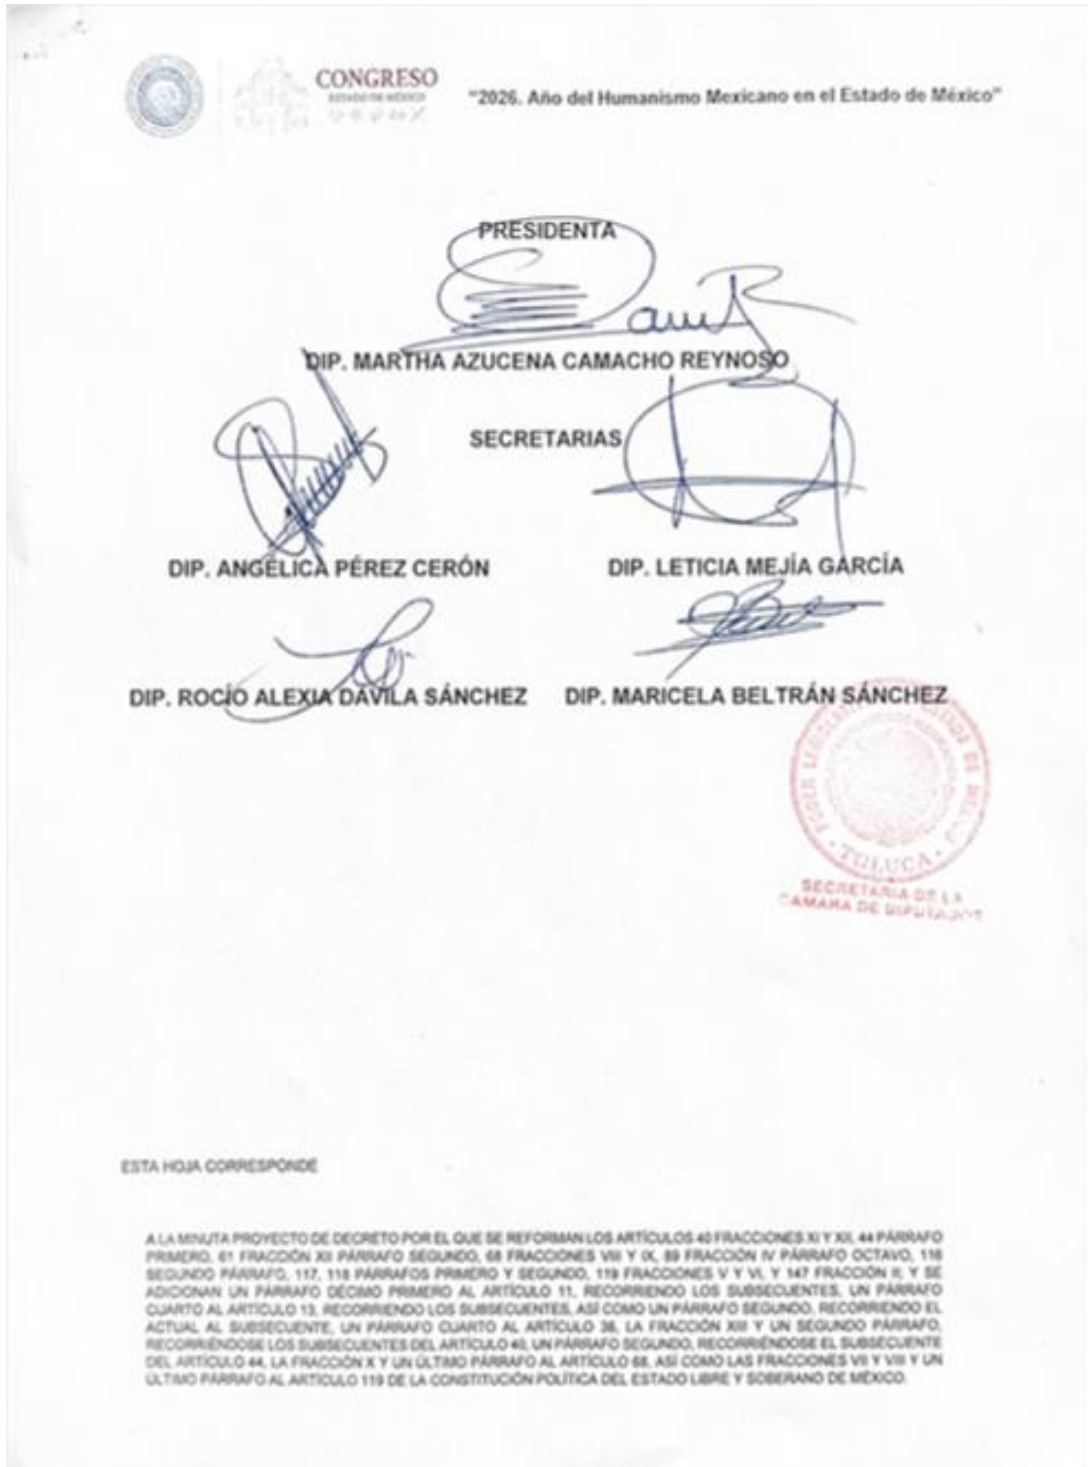 CONGRESO
ESTADO DE MÉXICO
"2026. Año del Humanismo Mexicano en el Estado de México"
PRESIDENTA
DIP. MARTHA AZUCENA CAMACHO REYNOSO
SECRETARIAS
DIP. ANGÉLICA PÉREZ CERÓN
DIP. LETICIA MEJÍA GARCÍA
DIP. ROCÍO ALEXIA DÁVILA SÁNCHEZ
DIP. MARICELA BELTRÁN SÁNCHEZ
PODER LEGISLATIVO DEL ESTADO DE MÉXICO
TOLUCA
SECRETARIA DE LA
CAMARA DE DIPUTADOS
ESTA HOJA CORRESPONDE
A LA MINUTA PROYECTO DE DECRETO POR EL QUE SE REFORMAN LOS ARTÍCULOS 40 FRACCIONES XI Y XII, 44 PÁRRAFO
PRIMERO, 61 FRACCIÓN XII PÁRRAFO SEGUNDO, 68 FRACCIONES VIII Y IX, 89 FRACCIÓN IV PÁRRAFO OCTAVO, 116
SEGUNDO PÁRRAFO, 117, 118 PÁRRAFOS PRIMERO Y SEGUNDO, 119 FRACCIONES V Y VI, Y 147 FRACCIÓN II, Y SE
ADICIONAN UN PÁRRAFO DÉCIMO PRIMERO AL ARTÍCULO 11, RECORRIENDO LOS SUBSECUENTES, UN PÁRRAFO
CUARTO AL ARTÍCULO 13, RECORRIENDO LOS SUBSECUENTES, ASÍ COMO UN PÁRRAFO SEGUNDO, RECORRIENDO EL
ACTUAL AL SUBSECUENTE, UN PÁRRAFO CUARTO AL ARTÍCULO 38, LA FRACCIÓN XIII Y UN SEGUNDO PÁRRAFO,
RECORRIÉNDOSE LOS SUBSECUENTES DEL ARTÍCULO 40, UN PÁRRAFO SEGUNDO, RECORRIÉNDOSE EL SUBSECUENTE
DEL ARTÍCULO 44, LA FRACCIÓN X Y UN ÚLTIMO PÁRRAFO AL ARTÍCULO 68, ASÍ COMO LAS FRACCIONES VII Y VIII Y UN
ÚLTIMO PÁRRAFO AL ARTÍCULO 119 DE LA CONSTITUCIÓN POLÍTICA DEL ESTADO LIBRE Y SOBERANO DE MÉXICO.